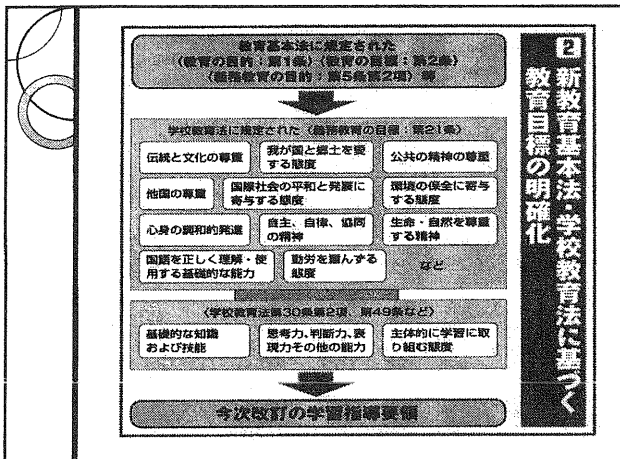 2 新教育基本法・学校教育法に基づく
教育目標の明確化
教育基本法に規定された
(教育の目的：第1条)(教育の目標：第2条)
(義務教育の目的：第5条第2項) 等
学校教育法に規定された (義務教育の目標：第21条)
伝統と文化の尊重
我が国と郷土を愛
する態度
公共の精神の尊重
他国の尊重
国際社会の平和と発展に
寄与する態度
環境の保全に寄与
する態度
心身の調和的発達
自主、自律、協同
の精神
生命・自然を尊重
する精神
国語を正しく理解・使
用する基礎的な能力
勤労を重んずる
態度
など
〈学校教育法第30条第2項、第49条など〉
基礎的な知識
および技能
思考力、判断力、表
現力その他の能力
主体的に学習に取
り組む態度
今次改訂の学習指導要領